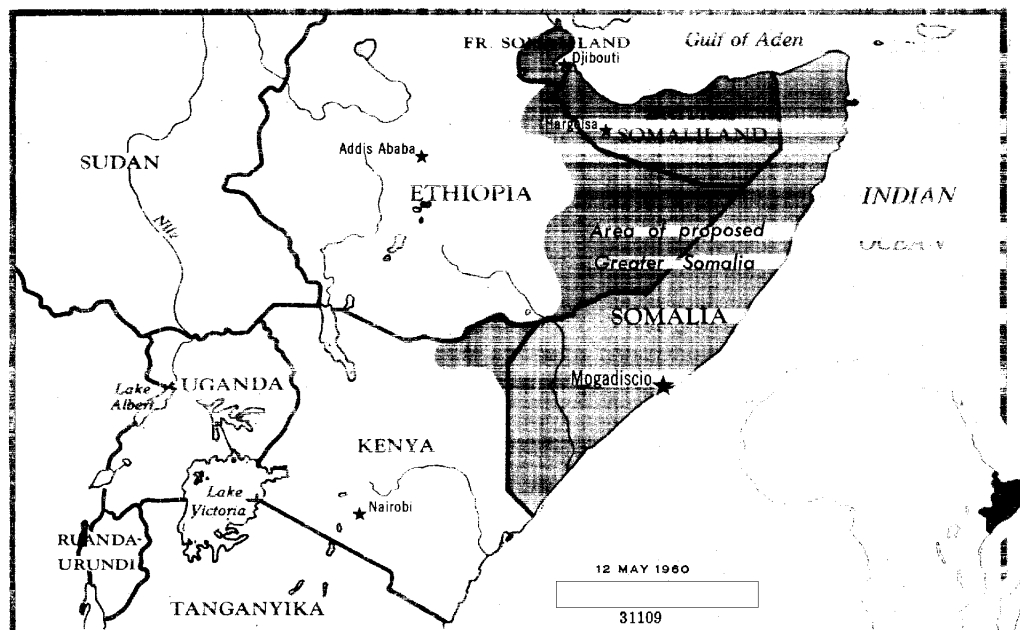 FR. SOMALILAND
Gulf of Aden
Djibouti
Hargeisa
SOMALILAND
SUDAN
Addis Ababa
ETHIOPIA
INDIAN
OCEAN
Nile
Area of proposed
Greater Somalia
SOMALIA
Mogadiscio
Lake
Albert
UGANDA
KENYA
Lake
Victoria
Nairobi
RUANDA-
URUNDI
TANGANYIKA
12 MAY 1960
31109